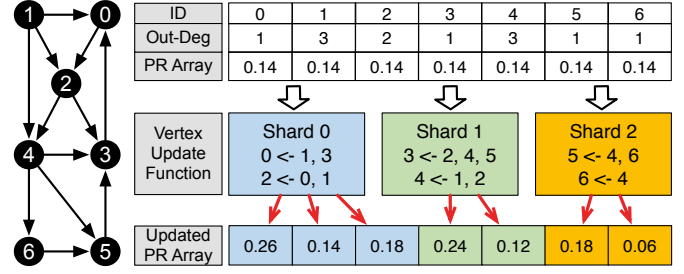 1 0
2
4 3
6 5
ID 0 1 2 3 4 5 6
Out-Deg 1 3 2 1 3 1 1
PR Array 0.14 0.14 0.14 0.14 0.14 0.14 0.14
Vertex
Update
Function
Shard 0
0 <- 1, 3
2 <- 0, 1
Shard 1
3 <- 2, 4, 5
4 <- 1, 2
Shard 2
5 <- 4, 6
6 <- 4
Updated
PR Array
0.26 0.14 0.18 0.24 0.12 0.18 0.06